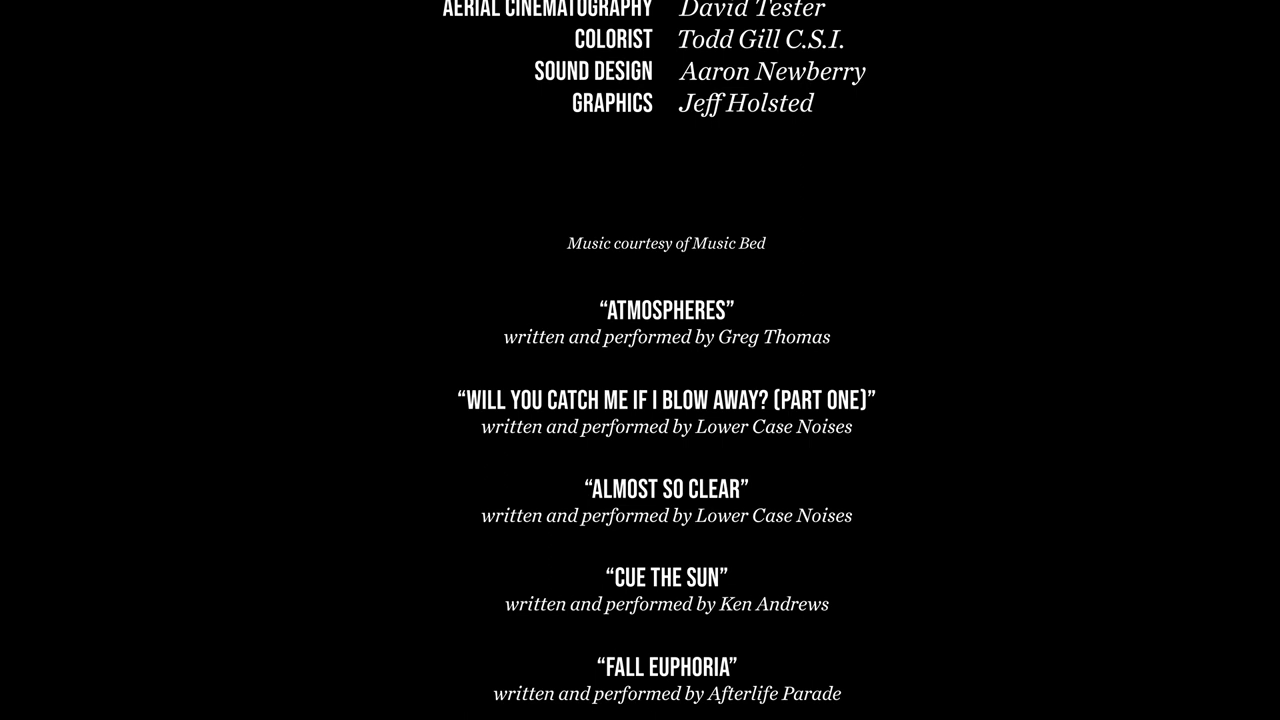 AERIAL CINEMATOGRAPHY David Tester
COLORIST Todd Gill C.S.I.
SOUND DESIGN Aaron Newberry
GRAPHICS Jeff Holsted
Music courtesy of Music Bed
“ATMOSPHERES”
written and performed by Greg Thomas
“WILL YOU CATCH ME IF I BLOW AWAY? (PART ONE)”
written and performed by Lower Case Noises
“ALMOST SO CLEAR”
written and performed by Lower Case Noises
“CUE THE SUN”
written and performed by Ken Andrews
“FALL EUPHORIA”
written and performed by Afterlife Parade